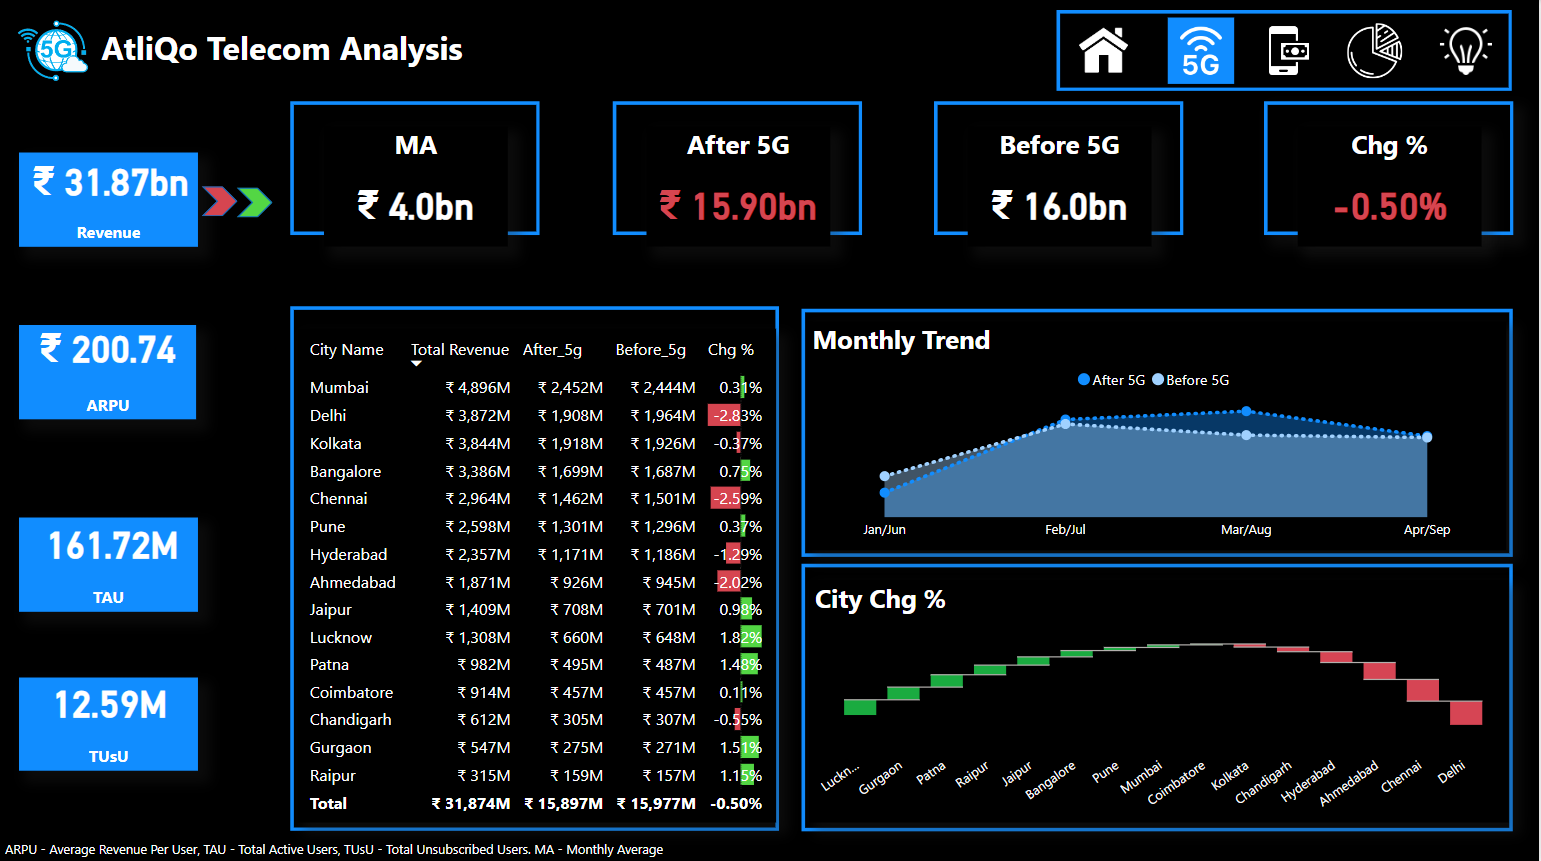 5G
AtliQo Telecom Analysis
5G
₹ 31.87bn
Revenue
MA
₹ 4.0bn
After 5G
₹ 15.90bn
Before 5G
₹ 16.0bn
Chg %
-0.50%
₹ 200.74
ARPU
161.72M
TAU
12.59M
TUsU
City Name Total Revenue After_5g Before_5g Chg %
Mumbai ₹ 4,896M ₹ 2,452M ₹ 2,444M 0.31%
Delhi ₹ 3,872M ₹ 1,908M ₹ 1,964M -2.83%
Kolkata ₹ 3,844M ₹ 1,918M ₹ 1,926M -0.37%
Bangalore ₹ 3,386M ₹ 1,699M ₹ 1,687M 0.75%
Chennai ₹ 2,964M ₹ 1,462M ₹ 1,501M -2.59%
Pune ₹ 2,598M ₹ 1,301M ₹ 1,296M 0.37%
Hyderabad ₹ 2,357M ₹ 1,171M ₹ 1,186M -1.29%
Ahmedabad ₹ 1,871M ₹ 926M ₹ 945M -2.02%
Jaipur ₹ 1,409M ₹ 708M ₹ 701M 0.98%
Lucknow ₹ 1,308M ₹ 660M ₹ 648M 1.82%
Patna ₹ 982M ₹ 495M ₹ 487M 1.48%
Coimbatore ₹ 914M ₹ 457M ₹ 457M 0.11%
Chandigarh ₹ 612M ₹ 305M ₹ 307M -0.55%
Gurgaon ₹ 547M ₹ 275M ₹ 271M 1.51%
Raipur ₹ 315M ₹ 159M ₹ 157M 1.15%
Total ₹ 31,874M ₹ 15,897M ₹ 15,977M -0.50%
Monthly Trend
After 5G Before 5G
Jan/Jun Feb/Jul Mar/Aug Apr/Sep
City Chg %
Luckn... Gurgaon Patna Raipur Jaipur Bangalore Pune Mumbai Coimbatore Kolkata Chandigarh Hyderabad Ahmedabad Chennai Delhi
ARPU - Average Revenue Per User, TAU - Total Active Users, TUsU - Total Unsubscribed Users. MA - Monthly Average